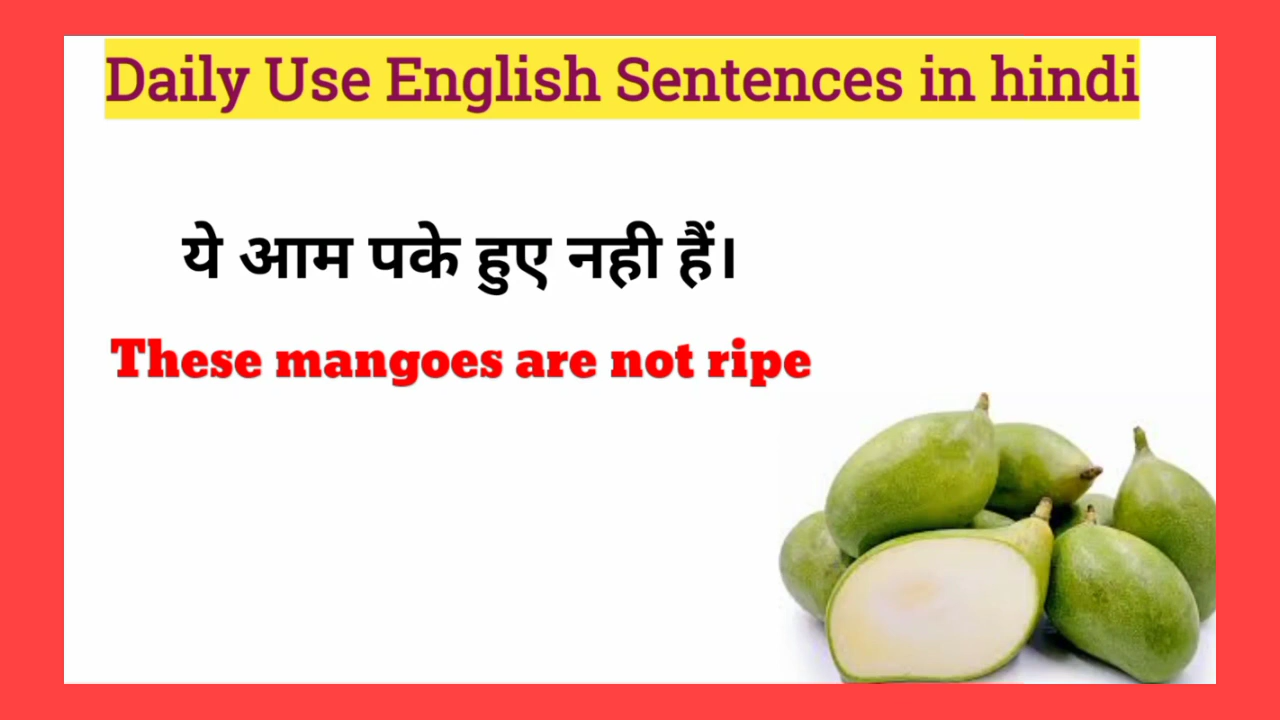 Daily Use English Sentences in hindi
ये आम पके हुए नही हैं।
These mangoes are not ripe